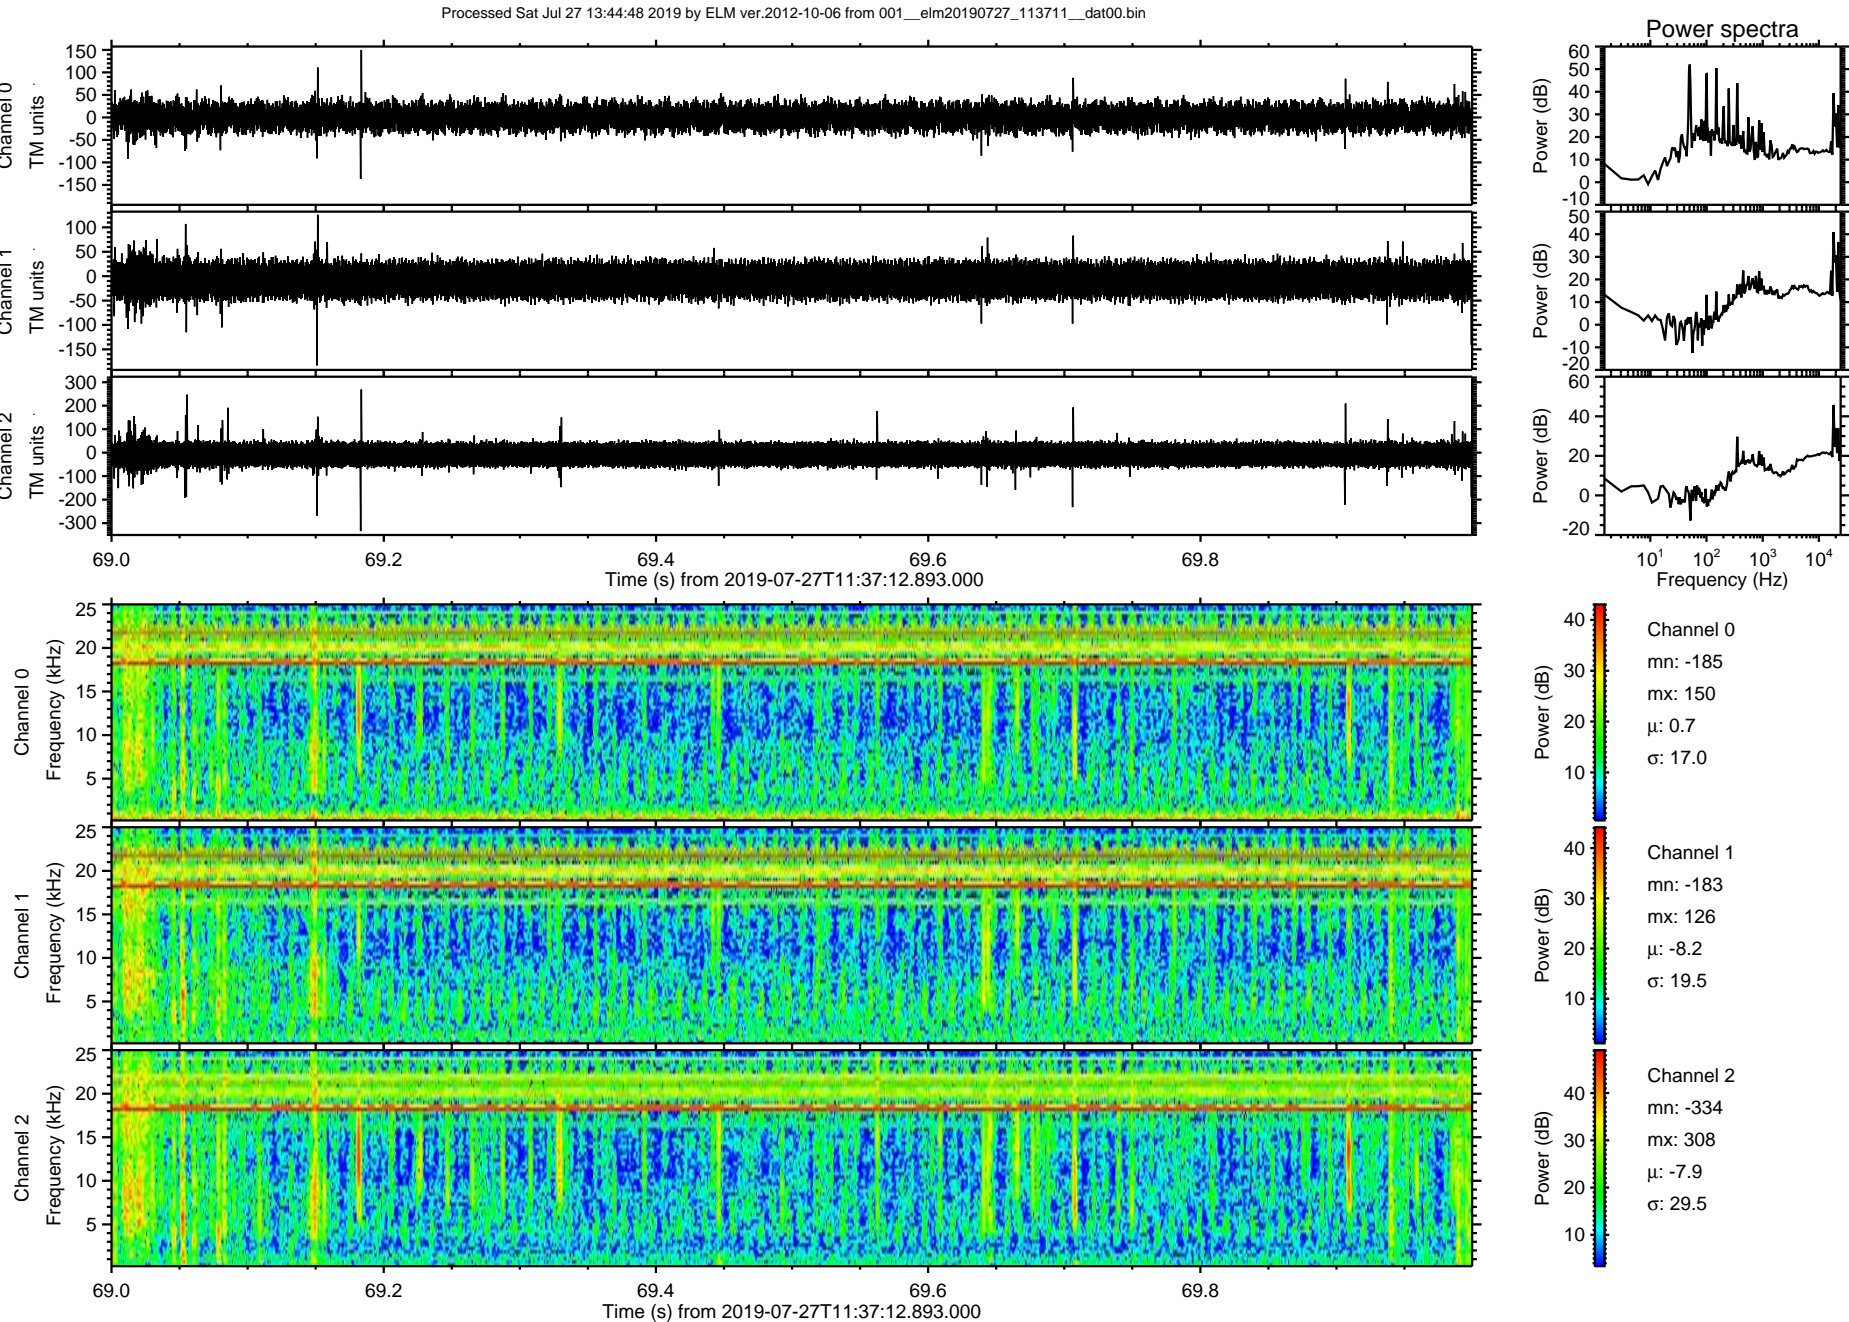 Processed Sat Jul 27 13:44:48 2019 by ELM ver.2012-10-06 from 001__elm20190727_113711__dat00.bin
Power spectra
Channel 0
TM units
150
100
50
0
-50
-100
-150
Power (dB)
60
50
40
30
20
10
0
-10
Channel 1
TM units
100
50
0
-50
-100
-150
Power (dB)
50
40
30
20
10
0
-10
-20
Channel 2
TM units
300
200
100
0
-100
-200
-300
Power (dB)
60
40
20
0
-20
69.0 69.2 69.4 69.6 69.8
Time (s) from 2019-07-27T11:37:12.893.000
10^1 10^2 10^3 10^4
Frequency (Hz)
Channel 0
Frequency (kHz)
25
20
15
10
5
Power (dB)
40
30
20
10
Channel 0
mn: -185
mx: 150
μ: 0.7
σ: 17.0
Channel 1
Frequency (kHz)
25
20
15
10
5
Power (dB)
40
30
20
10
Channel 1
mn: -183
mx: 126
μ: -8.2
σ: 19.5
Channel 2
Frequency (kHz)
25
20
15
10
5
Power (dB)
40
30
20
10
Channel 2
mn: -334
mx: 308
μ: -7.9
σ: 29.5
69.0 69.2 69.4 69.6 69.8
Time (s) from 2019-07-27T11:37:12.893.000